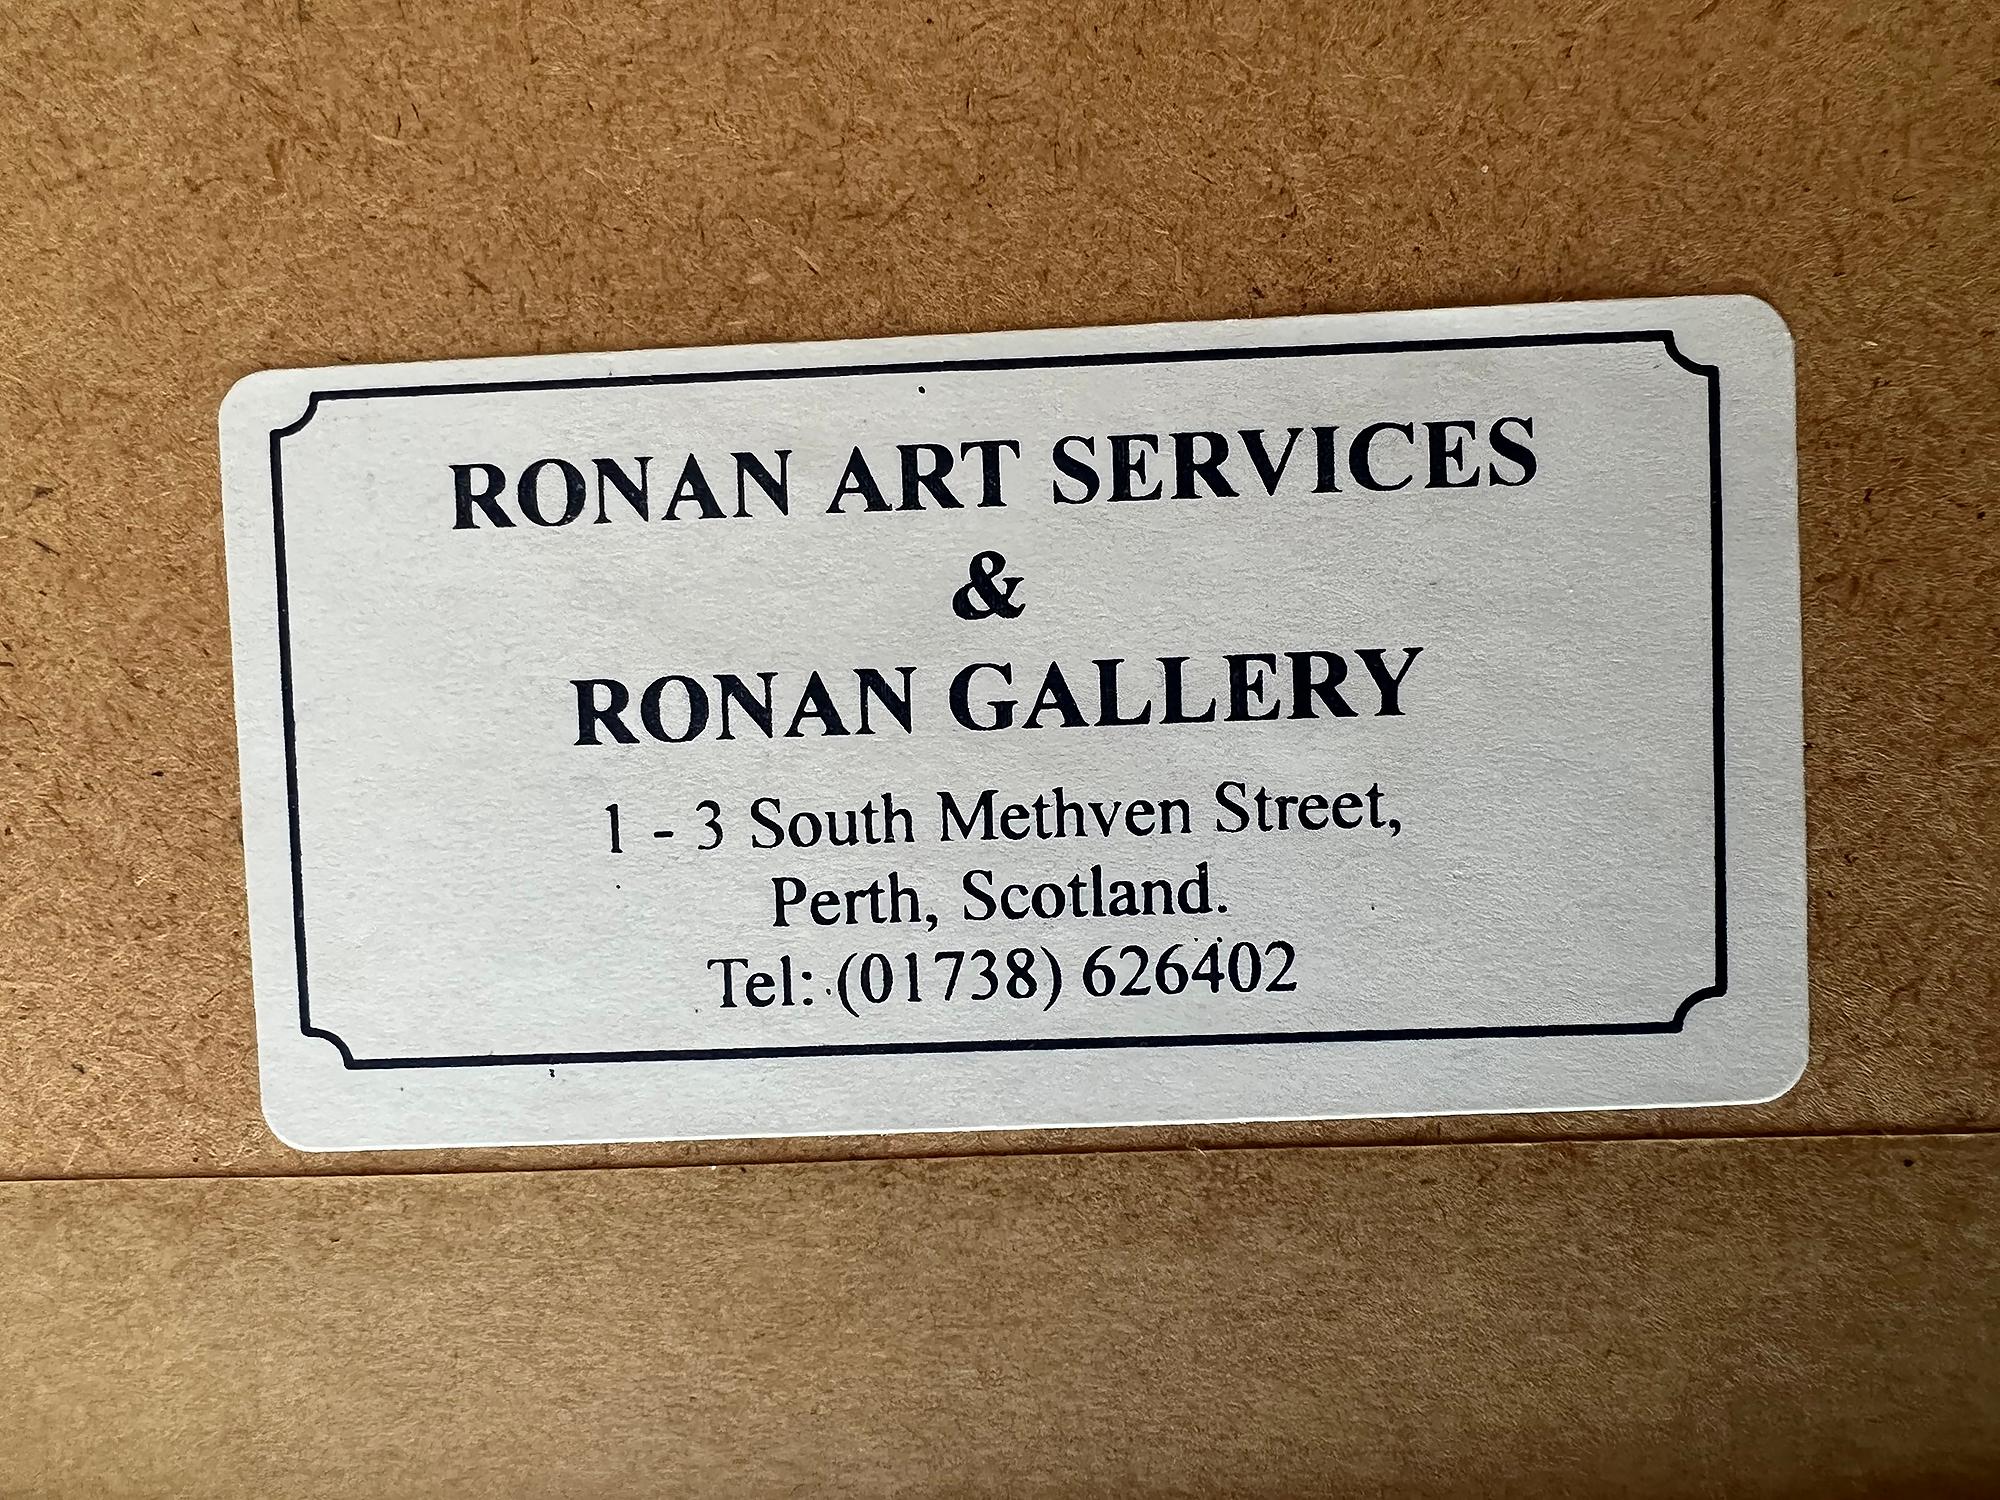 RONAN ART SERVICES
&
RONAN GALLERY
1 - 3 South Methven Street,
Perth, Scotland.
Tel: (01738) 626402